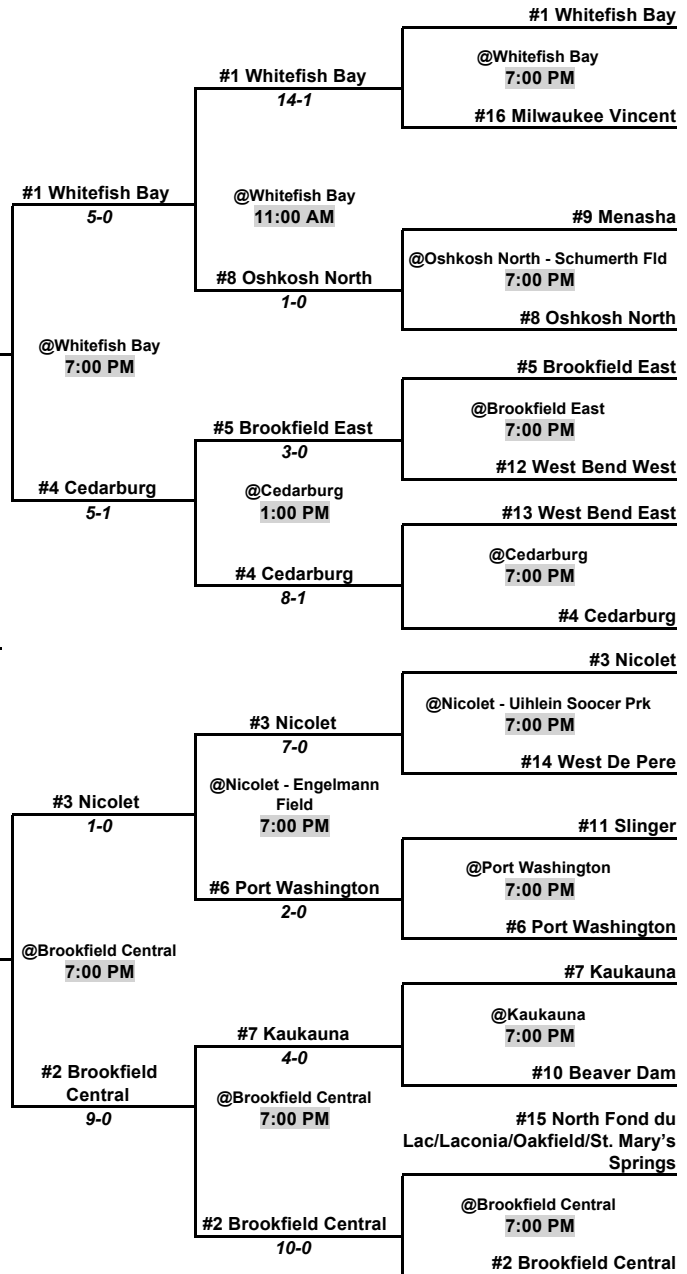 #1 Whitefish Bay
@Whitefish Bay
7:00 PM
#1 Whitefish Bay
14-1
#16 Milwaukee Vincent
#1 Whitefish Bay
5-0
@Whitefish Bay
11:00 AM
#9 Menasha
@Oshkosh North - Schumerth Fld
7:00 PM
#8 Oshkosh North
1-0
#8 Oshkosh North
@Whitefish Bay
7:00 PM
#5 Brookfield East
@Brookfield East
7:00 PM
#5 Brookfield East
3-0
#12 West Bend West
#4 Cedarburg
5-1
@Cedarburg
1:00 PM
#13 West Bend East
@Cedarburg
7:00 PM
#4 Cedarburg
8-1
#4 Cedarburg
#3 Nicolet
@Nicolet - Uihlein Soocer Prk
7:00 PM
#3 Nicolet
7-0
#14 West De Pere
@Nicolet - Engelmann
Field
7:00 PM
#3 Nicolet
1-0
#11 Slinger
@Port Washington
7:00 PM
#6 Port Washington
2-0
#6 Port Washington
@Brookfield Central
7:00 PM
#7 Kaukauna
@Kaukauna
7:00 PM
#7 Kaukauna
4-0
#10 Beaver Dam
#2 Brookfield
Central
9-0
@Brookfield Central
7:00 PM
#15 North Fond du
Lac/Laconia/Oakfield/St. Mary's
Springs
@Brookfield Central
7:00 PM
#2 Brookfield Central
10-0
#2 Brookfield Central